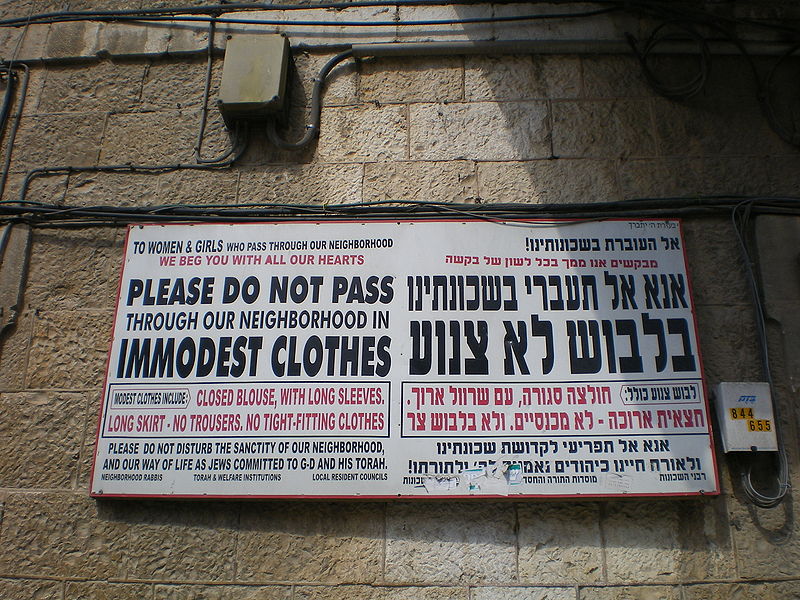 TO WOMEN & GIRLS WHO PASS THROUGH OUR NEIGHBORHOOD
WE BEG YOU WITH ALL OUR HEARTS
PLEASE DO NOT PASS
THROUGH OUR NEIGHBORHOOD IN
IMMODEST CLOTHES
MODEST CLOTHES INCLUDE: CLOSED BLOUSE, WITH LONG SLEEVES.
LONG SKIRT - NO TROUSERS. NO TIGHT-FITTING CLOTHES
PLEASE DO NOT DISTURB THE SANCTITY OF OUR NEIGHBORHOOD,
AND OUR WAY OF LIFE AS JEWS COMMITTED TO G-D AND HIS TORAH.
NEIGHBORHOOD RABBIS TORAH & WELFARE INSTITUTIONS LOCAL RESIDENT COUNCILS
בעזרת ה' יתברך
אל העוברת בשכונותינו!
מבקשים אנו ממך בכל לשון של בקשה
אנא אל תעברי בשכונתינו
בלבוש לא צנוע
לבוש צנוע כולל: חולצה סגורה, עם שרוול ארוך.
חצאית ארוכה - לא מכנסיים. ולא בלבוש צר
אנא אל תפריעי לקדושת שכונתינו
ולאורח חיינו כיהודים ולתורתו!
רבני השכונות מוסדות התורה והחסד
844
655